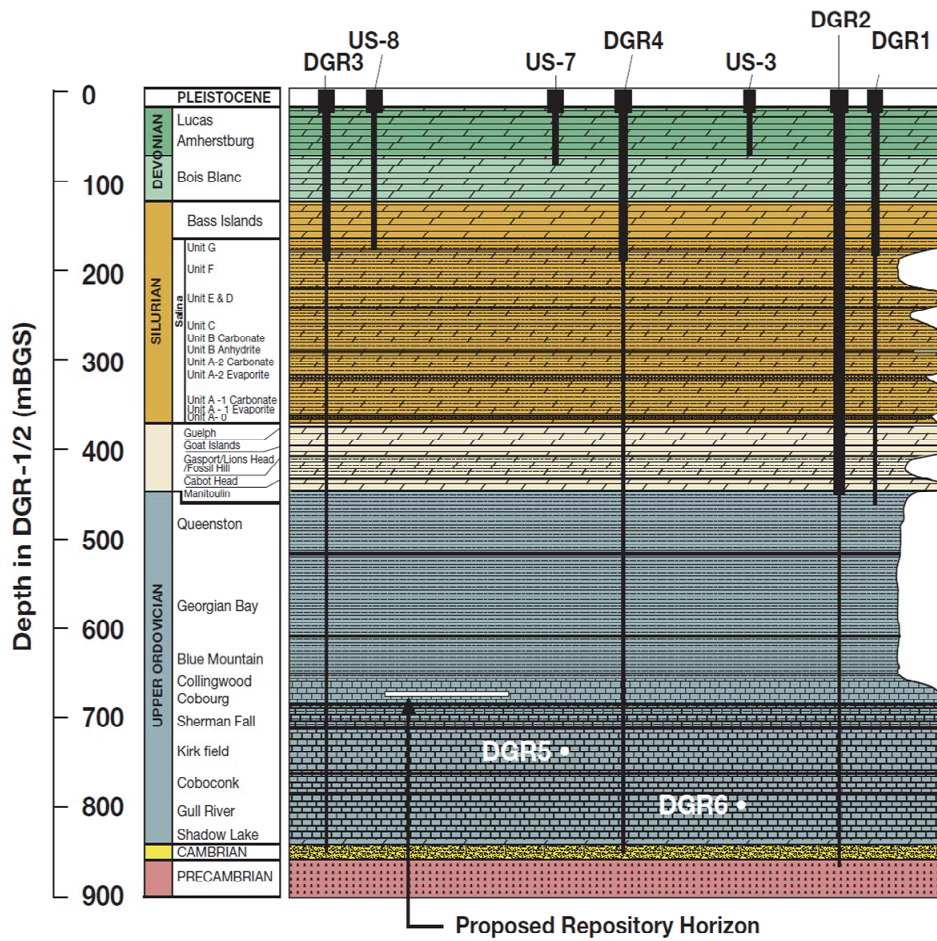 DGR2
US-8
DGR4
DGR1
DGR3
US-7
US-3
Depth in DGR-1/2 (mBGS)
0
100
200
300
400
500
600
700
800
900
PLEISTOCENE
DEVONIAN
Lucas
Amherstburg
Bois Blanc
SILURIAN
Bass Islands
Salina
Unit G
Unit F
Unit E & D
Unit C
Unit B Carbonate
Unit B Anhydrite
Unit A-2 Carbonate
Unit A-2 Evaporite
Unit A -1 Carbonate
Unit A - 1 Evaporite
Unit A- 0
Guelph
Goat Islands
Gasport/Lions Head
/Fossil Hill
Cabot Head
Manitoulin
UPPER ORDOVICIAN
Queenston
Georgian Bay
Blue Mountain
Collingwood
Cobourg
Sherman Fall
Kirk field
Coboconk
Gull River
Shadow Lake
CAMBRIAN
PRECAMBRIAN
DGR5
DGR6
Proposed Repository Horizon